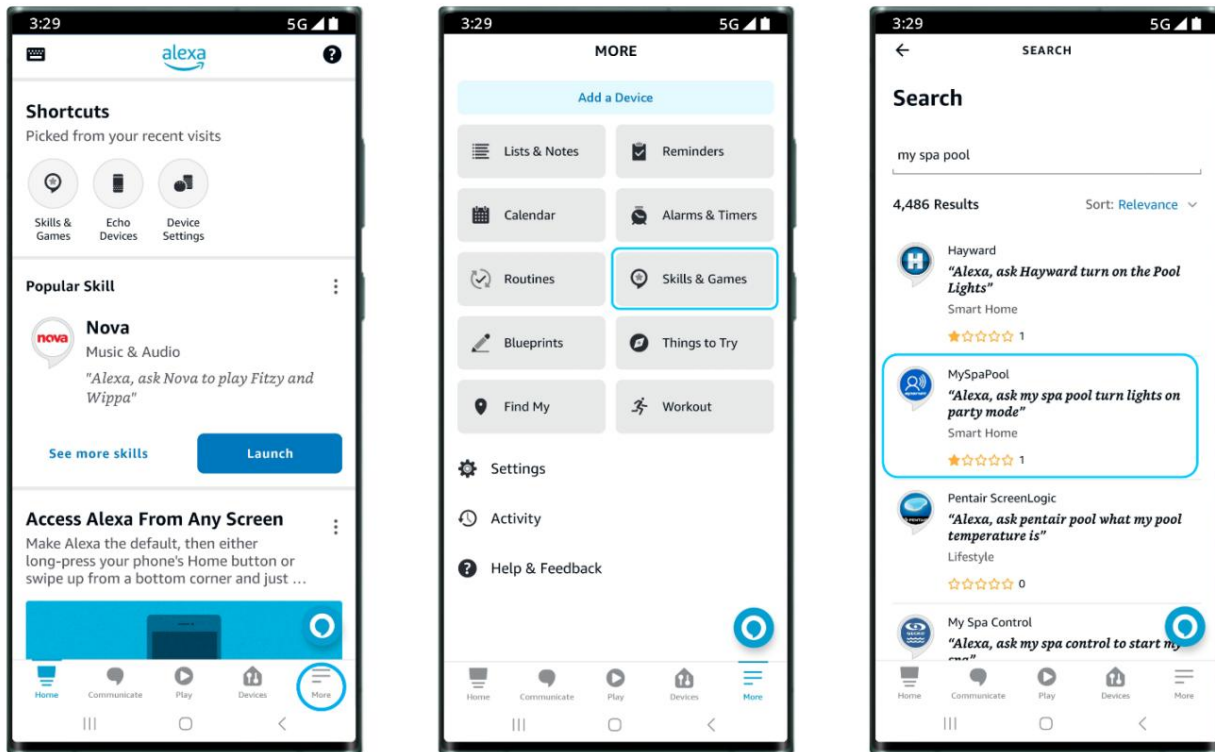 3:29
5G
alexa
Shortcuts
Picked from your recent visits
Skills &
Games
Echo
Devices
Device
Settings
Popular Skill
nova
Nova
Music & Audio
"Alexa, ask Nova to play Fitzy and
Wippa"
See more skills
Launch
Access Alexa From Any Screen
Make Alexa the default, then either
long-press your phone's Home button or
swipe up from a bottom corner and just ...
Home
Communicate
Play
Devices
More
3:29
5G
MORE
Add a Device
Lists & Notes
Reminders
Calendar
Alarms & Timers
Routines
Skills & Games
Blueprints
Things to Try
Find My
Workout
Settings
Activity
Help & Feedback
Home
Communicate
Play
Devices
More
3:29
5G
SEARCH
Search
my spa pool
4,486 Results
Sort: Relevance
H
Hayward
"Alexa, ask Hayward turn on the Pool
Lights"
Smart Home
1
MySpaPool
"Alexa, ask my spa pool turn lights on
party mode"
Smart Home
1
Pentair ScreenLogic
"Alexa, ask pentair pool what my pool
temperature is"
Lifestyle
0
My Spa Control
"Alexa, ask my spa control to start my
spa"
Home
Communicate
Play
Devices
More